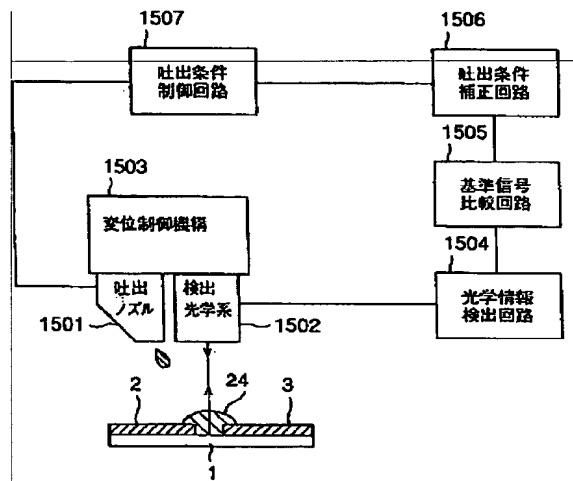 1507
吐出条件
制御回路
1506
吐出条件
補正回路
1505
基準信号
比較回路
1503
変位制御機構
1504
光学情報
検出回路
吐出
ノズル
検出
光学系
1501
1502
2
24
3
1